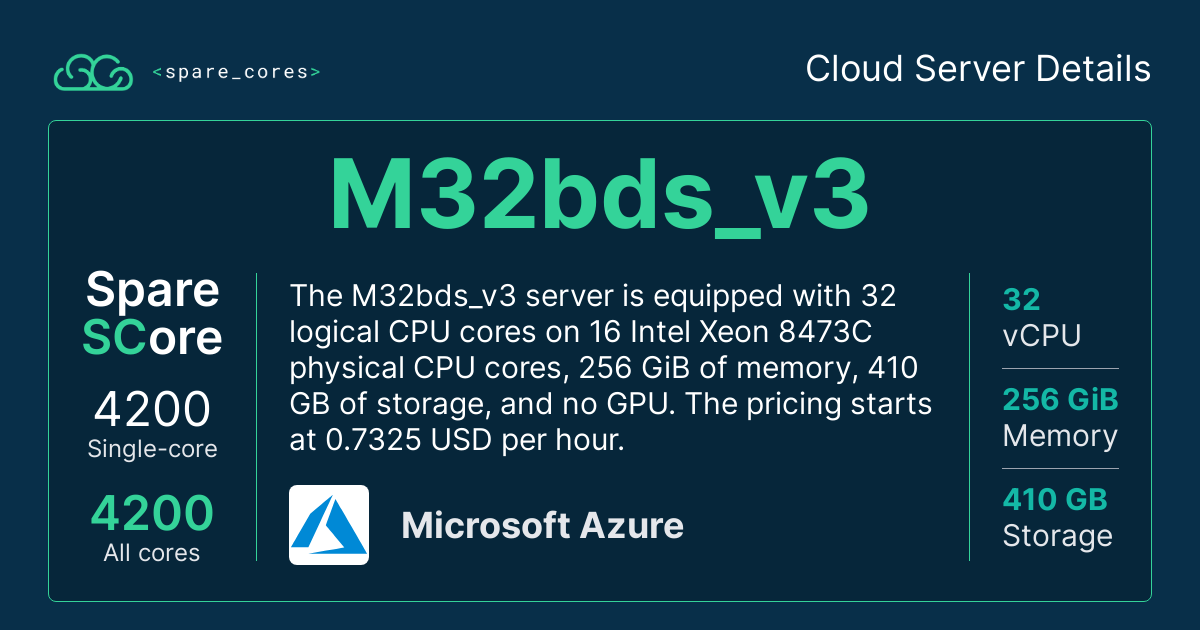 <spare_cores>
Cloud Server Details
M32bds_v3
Spare
SCore
4200
Single-core
4200
All cores
The M32bds_v3 server is equipped with 32
logical CPU cores on 16 Intel Xeon 8473C
physical CPU cores, 256 GiB of memory, 410
GB of storage, and no GPU. The pricing starts
at 0.7325 USD per hour.
Microsoft Azure
32
vCPU
256 GiB
Memory
410 GB
Storage